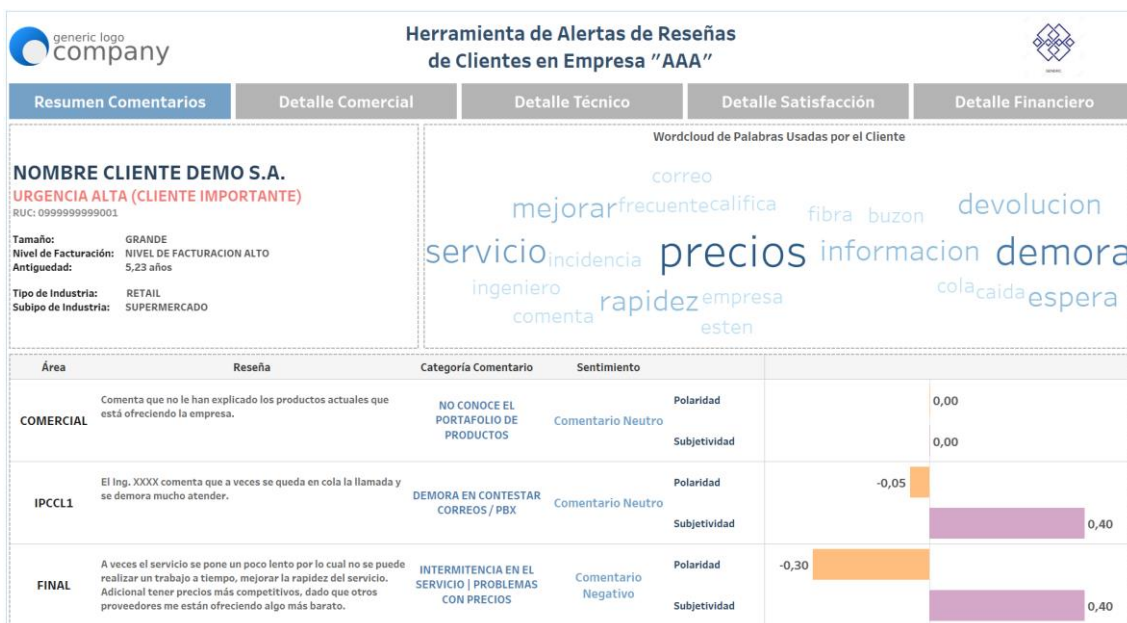 generic logo
company
Herramienta de Alertas de Reseñas
de Clientes en Empresa "AAA"
Resumen Comentarios
Detalle Comercial
Detalle Técnico
Detalle Satisfacción
Detalle Financiero
NOMBRE CLIENTE DEMO S.A.
URGENCIA ALTA (CLIENTE IMPORTANTE)
RUC: 0999999999001
Tamaño: GRANDE
Nivel de Facturación: NIVEL DE FACTURACION ALTO
Antiguedad: 5,23 años
Tipo de Industria: RETAIL
Subipo de Industria: SUPERMERCADO
Wordcloud de Palabras Usadas por el Cliente
correo
mejorar frecuente califica fibra buzon devolucion
servicio incidencia precios informacion demora
ingeniero rapidez empresa cola caida espera
comenta esten
Área Reseña Categoría Comentario Sentimiento
COMERCIAL
Comenta que no le han explicado los productos actuales que
está ofreciendo la empresa.
NO CONOCE EL
PORTAFOLIO DE
PRODUCTOS
Comentario Neutro
Polaridad 0,00
Subjetividad 0,00
IPCCL1
El Ing. XXXX comenta que a veces se queda en cola la llamada y
se demora mucho atender.
DEMORA EN CONTESTAR
CORREOS / PBX
Comentario Neutro
Polaridad -0,05
Subjetividad 0,40
FINAL
A veces el servicio se pone un poco lento por lo cual no se puede
realizar un trabajo a tiempo, mejorar la rapidez del servicio.
Adicional tener precios más competitivos, dado que otros
proveedores me están ofreciendo algo más barato.
INTERMITENCIA EN EL
SERVICIO | PROBLEMAS
CON PRECIOS
Comentario
Negativo
Polaridad -0,30
Subjetividad 0,40